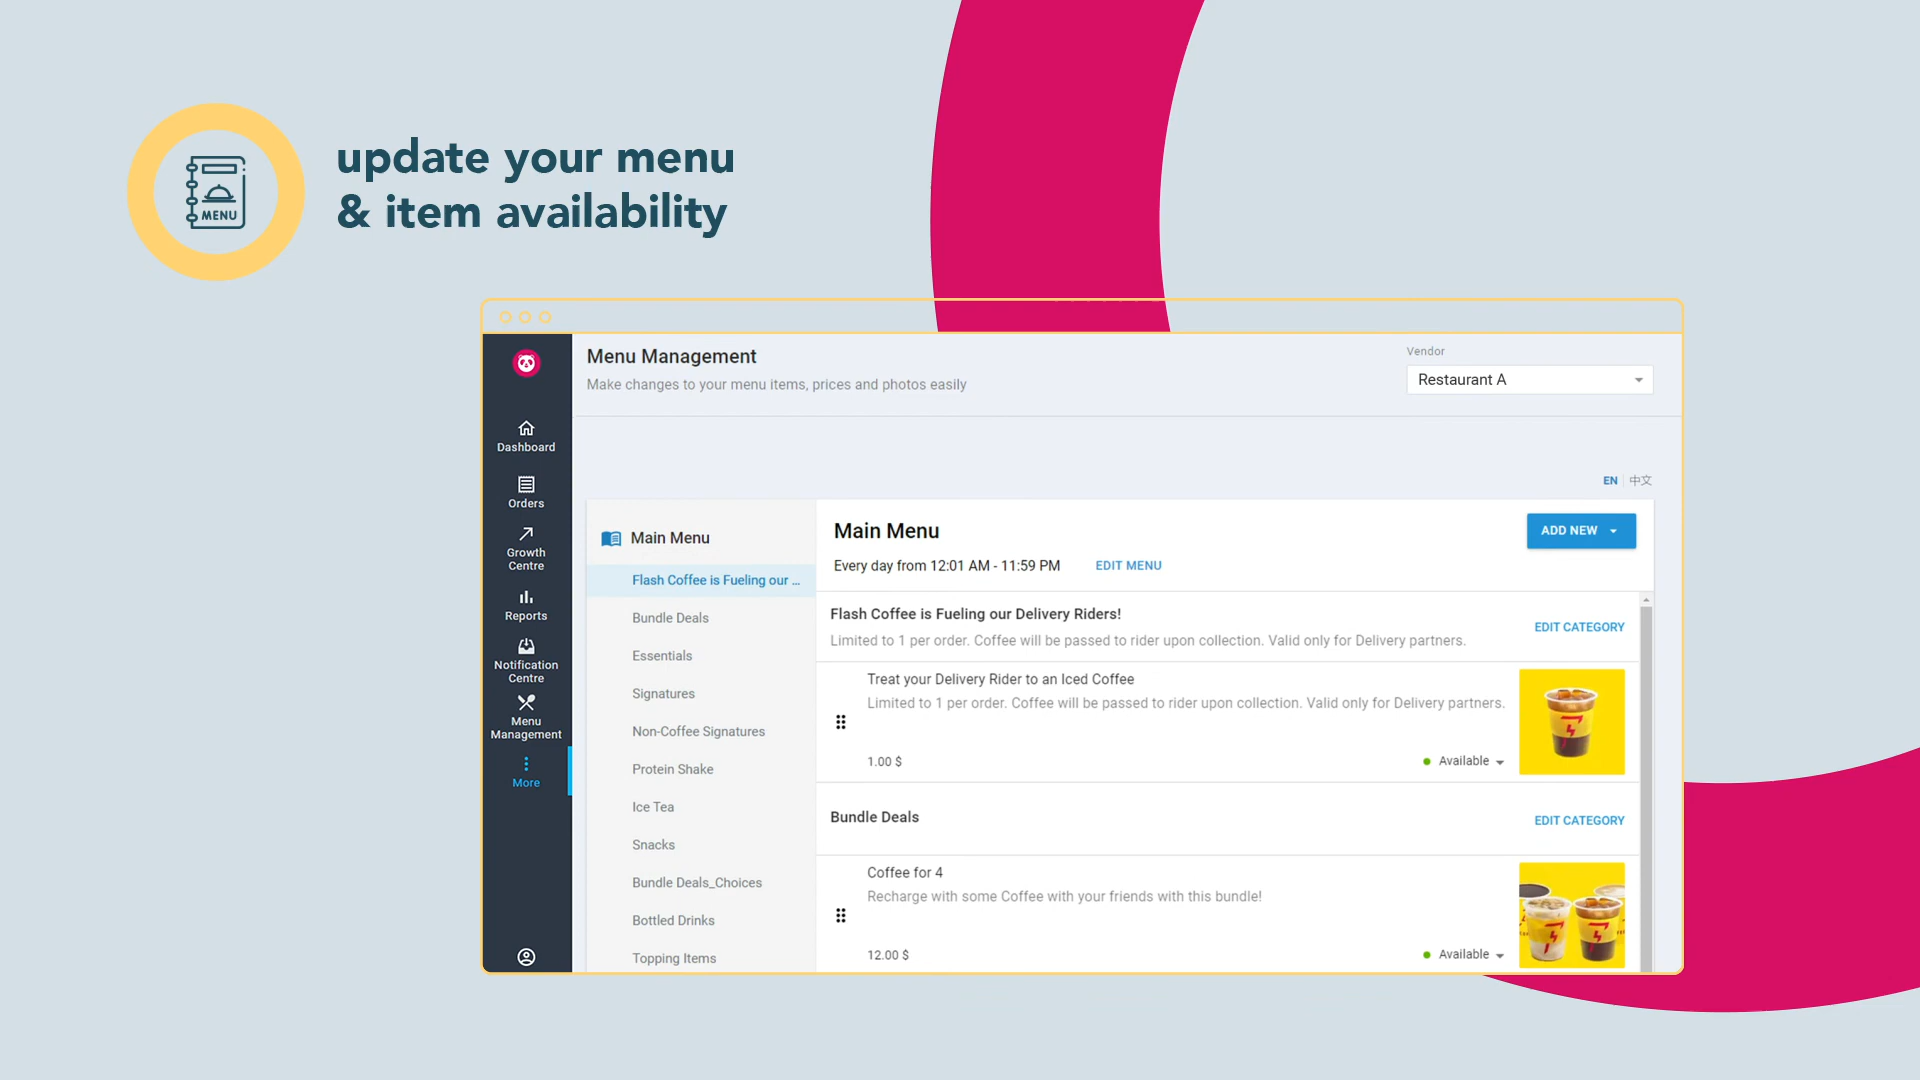 MENU
update your menu
& item availability
Menu Management
Make changes to your menu items, prices and photos easily
Vendor
Restaurant A
Dashboard
Orders
Growth
Centre
Reports
Notification
Centre
Menu
Management
More
EN
中文
Main Menu
Flash Coffee is Fueling our ...
Bundle Deals
Essentials
Signatures
Non-Coffee Signatures
Protein Shake
Ice Tea
Snacks
Bundle Deals_Choices
Bottled Drinks
Topping Items
Main Menu
ADD NEW
Every day from 12:01 AM - 11:59 PM
EDIT MENU
Flash Coffee is Fueling our Delivery Riders!
EDIT CATEGORY
Limited to 1 per order. Coffee will be passed to rider upon collection. Valid only for Delivery partners.
Treat your Delivery Rider to an Iced Coffee
Limited to 1 per order. Coffee will be passed to rider upon collection. Valid only for Delivery partners.
1.00 $
Available
Bundle Deals
EDIT CATEGORY
Coffee for 4
Recharge with some Coffee with your friends with this bundle!
12.00 $
Available